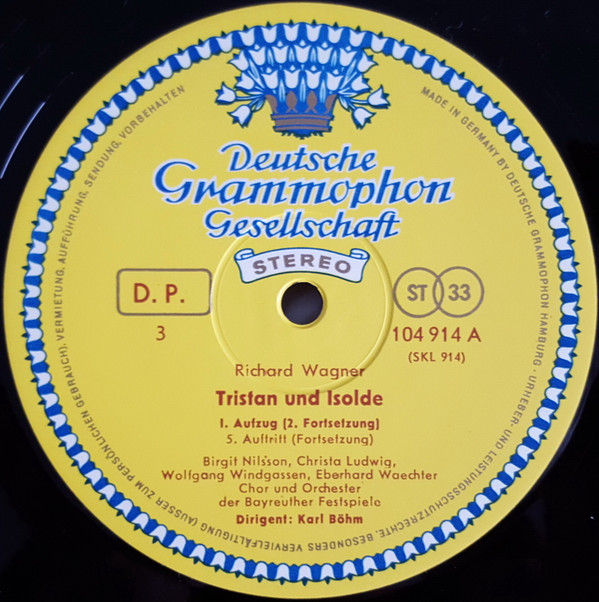 Deutsche
Grammophon
Gesellschaft
STEREO
D. P.
3
ST 33
104 914 A
(SKL 914)
Richard Wagner
Tristan und Isolde
1. Aufzug (2. Fortsetzung)
5. Auftritt (Fortsetzung)
Birgit Nilsson, Christa Ludwig,
Wolfgang Windgassen, Eberhard Waechter
Chor und Orchester
der Bayreuther Festspiele
Dirigent: Karl Böhm
MADE IN GERMANY BY DEUTSCHE GRAMMOPHON HAMBURG · URHEBER- UND LEISTUNGSSCHUTZRECHTE, BESONDERS VERVIELFÄLTIGUNG (AUSSER ZUM PERSÖNLICHEN GEBRAUCH), VERMIETUNG, AUFFÜHRUNG, SENDUNG, VORBEHALTEN